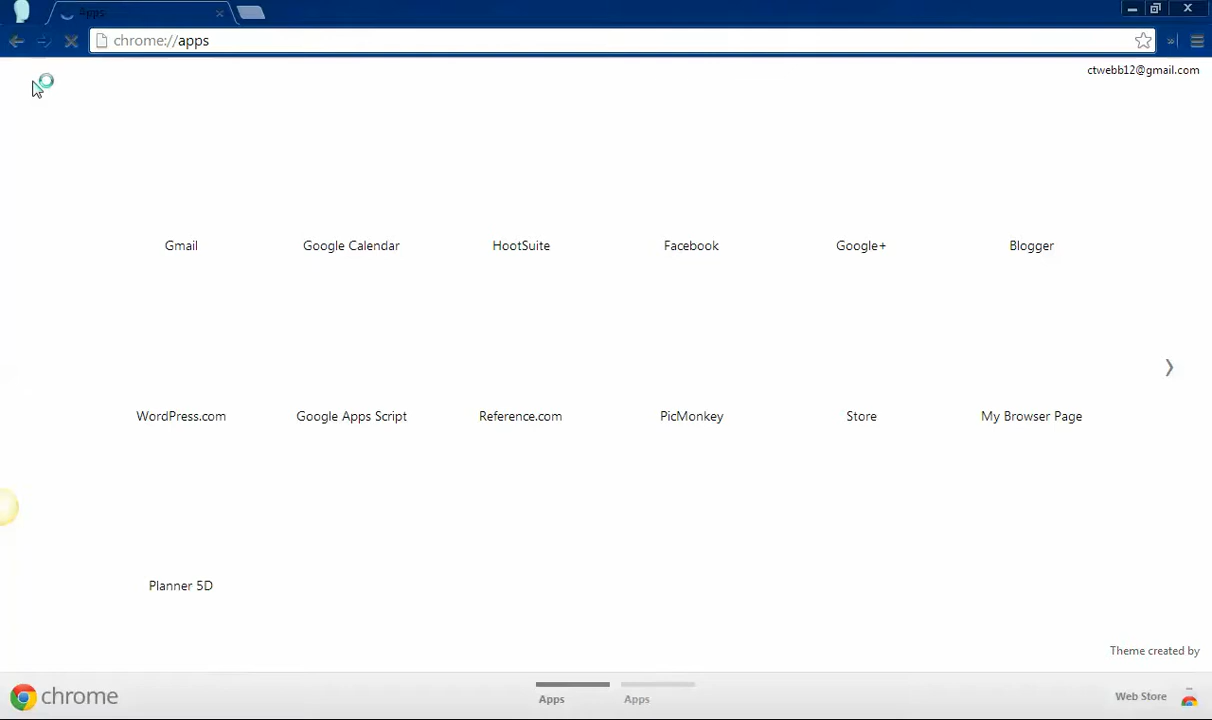 Apps
chrome://apps
»
ctwebb12@gmail.com
Gmail Google Calendar HootSuite Facebook Google+ Blogger
WordPress.com Google Apps Script Reference.com PicMonkey Store My Browser Page
Planner 5D
Theme created by
chrome Apps Apps Web Store